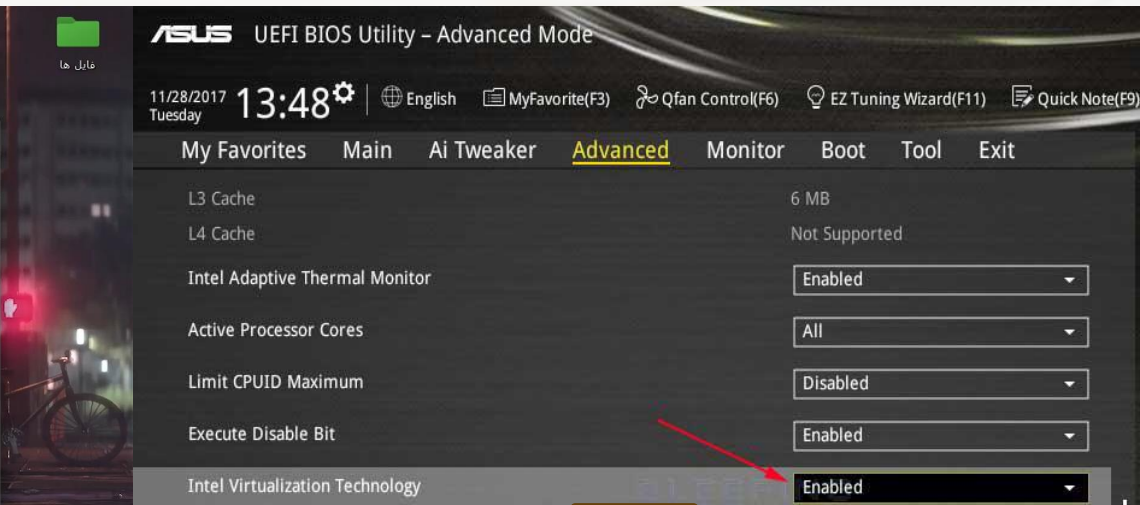 فایل ها
ASUS UEFI BIOS Utility – Advanced Mode
11/28/2017 Tuesday 13:48 English MyFavorite(F3) Qfan Control(F6) EZ Tuning Wizard(F11) Quick Note(F9)
My Favorites Main Ai Tweaker Advanced Monitor Boot Tool Exit
L3 Cache 6 MB
L4 Cache Not Supported
Intel Adaptive Thermal Monitor Enabled
Active Processor Cores All
Limit CPUID Maximum Disabled
Execute Disable Bit Enabled
Intel Virtualization Technology Enabled